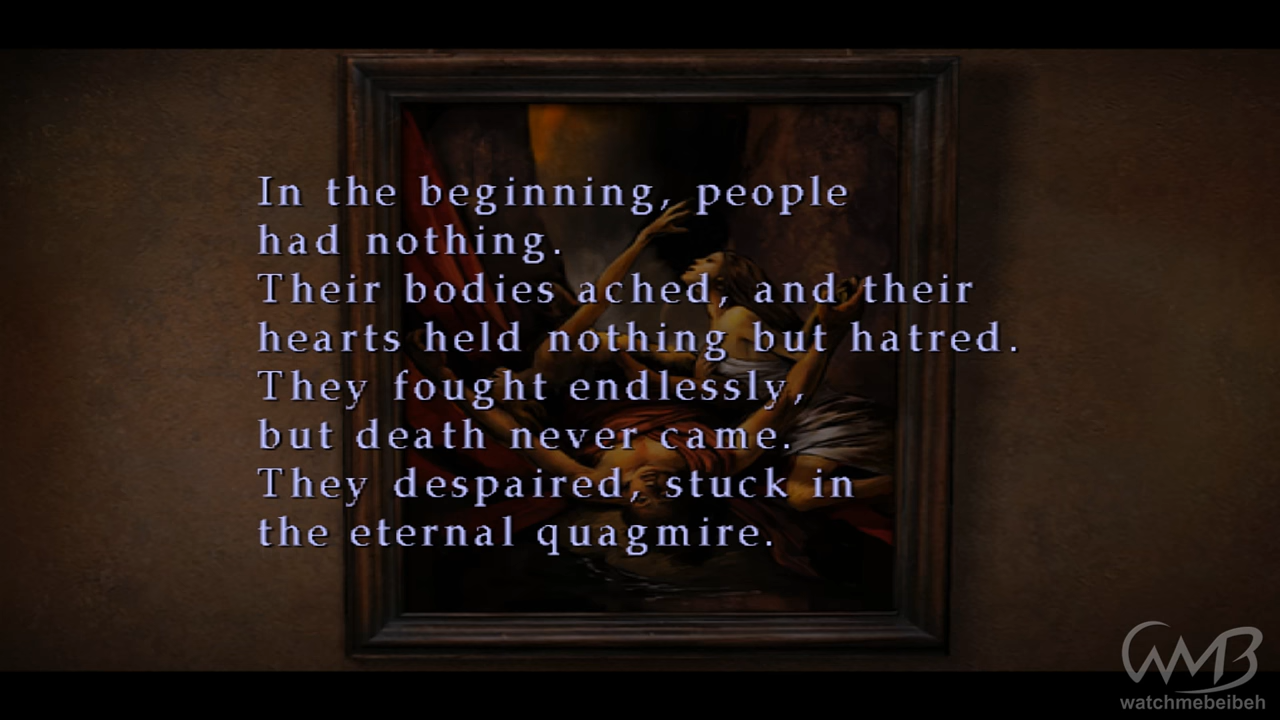 In the beginning, people
had nothing.
Their bodies ached, and their
hearts held nothing but hatred.
They fought endlessly,
but death never came.
They despaired, stuck in
the eternal quagmire.
WMB
watchmebeibeh